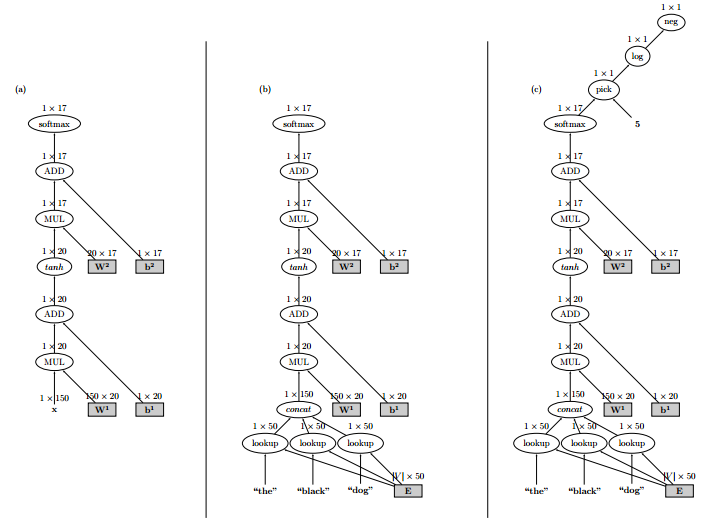 (a)
1 × 17
softmax
1 × 17
ADD
1 × 17
MUL
1 × 20
20 × 17
1 × 17
tanh
W²
b²
1 × 20
ADD
1 × 20
MUL
1 × 150
150 × 20
1 × 20
x
W¹
b¹
(b)
1 × 17
softmax
1 × 17
ADD
1 × 17
MUL
1 × 20
20 × 17
1 × 17
tanh
W²
b²
1 × 20
ADD
1 × 20
MUL
1 × 150
150 × 20
1 × 20
concat
W¹
b¹
1 × 50
1 × 50
1 × 50
lookup
lookup
lookup
|V| × 50
“the”
“black”
“dog”
E
1 × 1
neg
1 × 1
log
1 × 1
pick
(c)
1 × 17
softmax
5
1 × 17
ADD
1 × 17
MUL
1 × 20
20 × 17
1 × 17
tanh
W²
b²
1 × 20
ADD
1 × 20
MUL
1 × 150
150 × 20
1 × 20
concat
W¹
b¹
1 × 50
1 × 50
1 × 50
lookup
lookup
lookup
|V| × 50
“the”
“black”
“dog”
E